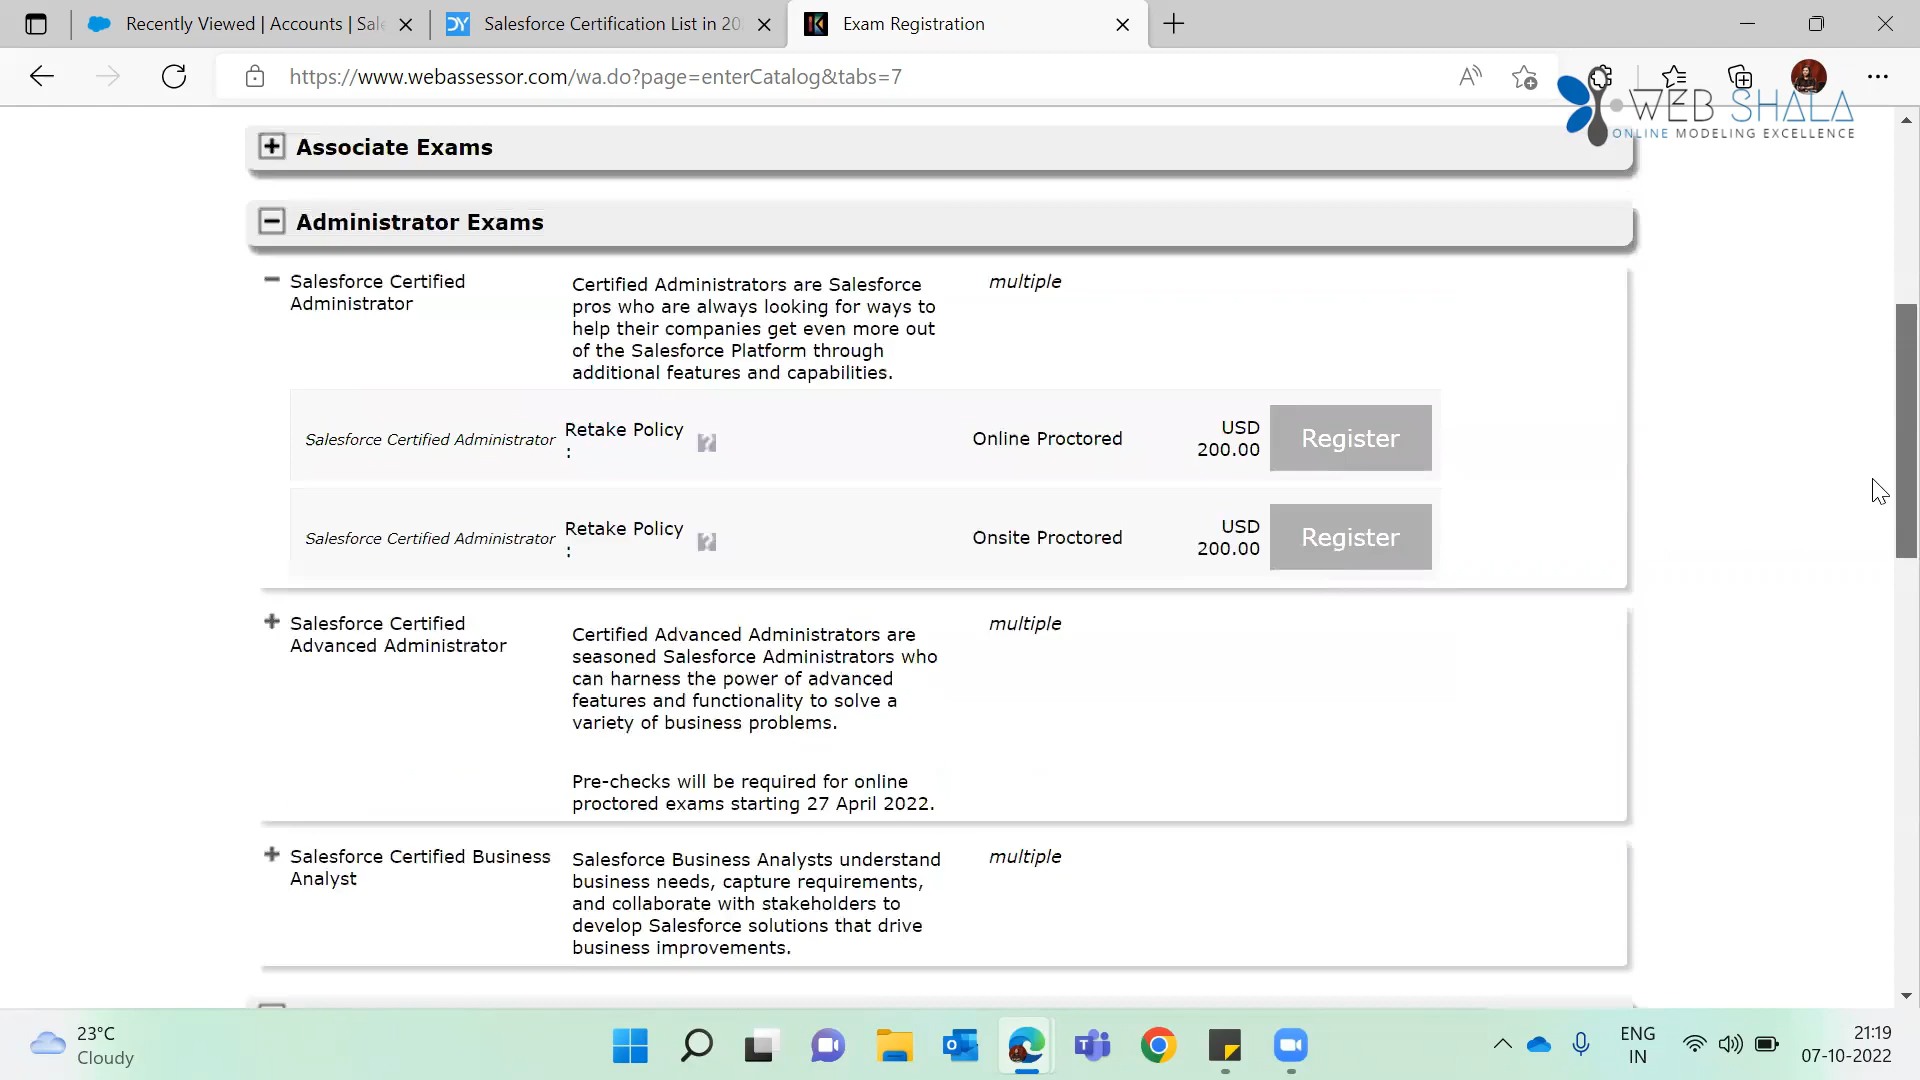 Recently Viewed | Accounts | Sale
Salesforce Certification List in 20
Exam Registration
https://www.webassessor.com/wa.do?page=enterCatalog&tabs=7
WEB SHALA
ONLINE MODELING EXCELLENCE
Associate Exams
Administrator Exams
Salesforce Certified
Administrator
Certified Administrators are Salesforce
pros who are always looking for ways to
help their companies get even more out
of the Salesforce Platform through
additional features and capabilities.
multiple
Salesforce Certified Administrator
Retake Policy
:
Online Proctored
USD
200.00
Register
Salesforce Certified Administrator
Retake Policy
:
Onsite Proctored
USD
200.00
Register
Salesforce Certified
Advanced Administrator
Certified Advanced Administrators are
seasoned Salesforce Administrators who
can harness the power of advanced
features and functionality to solve a
variety of business problems.
Pre-checks will be required for online
proctored exams starting 27 April 2022.
multiple
Salesforce Certified Business
Analyst
Salesforce Business Analysts understand
business needs, capture requirements,
and collaborate with stakeholders to
develop Salesforce solutions that drive
business improvements.
multiple
23°C
Cloudy
ENG
IN
21:19
07-10-2022